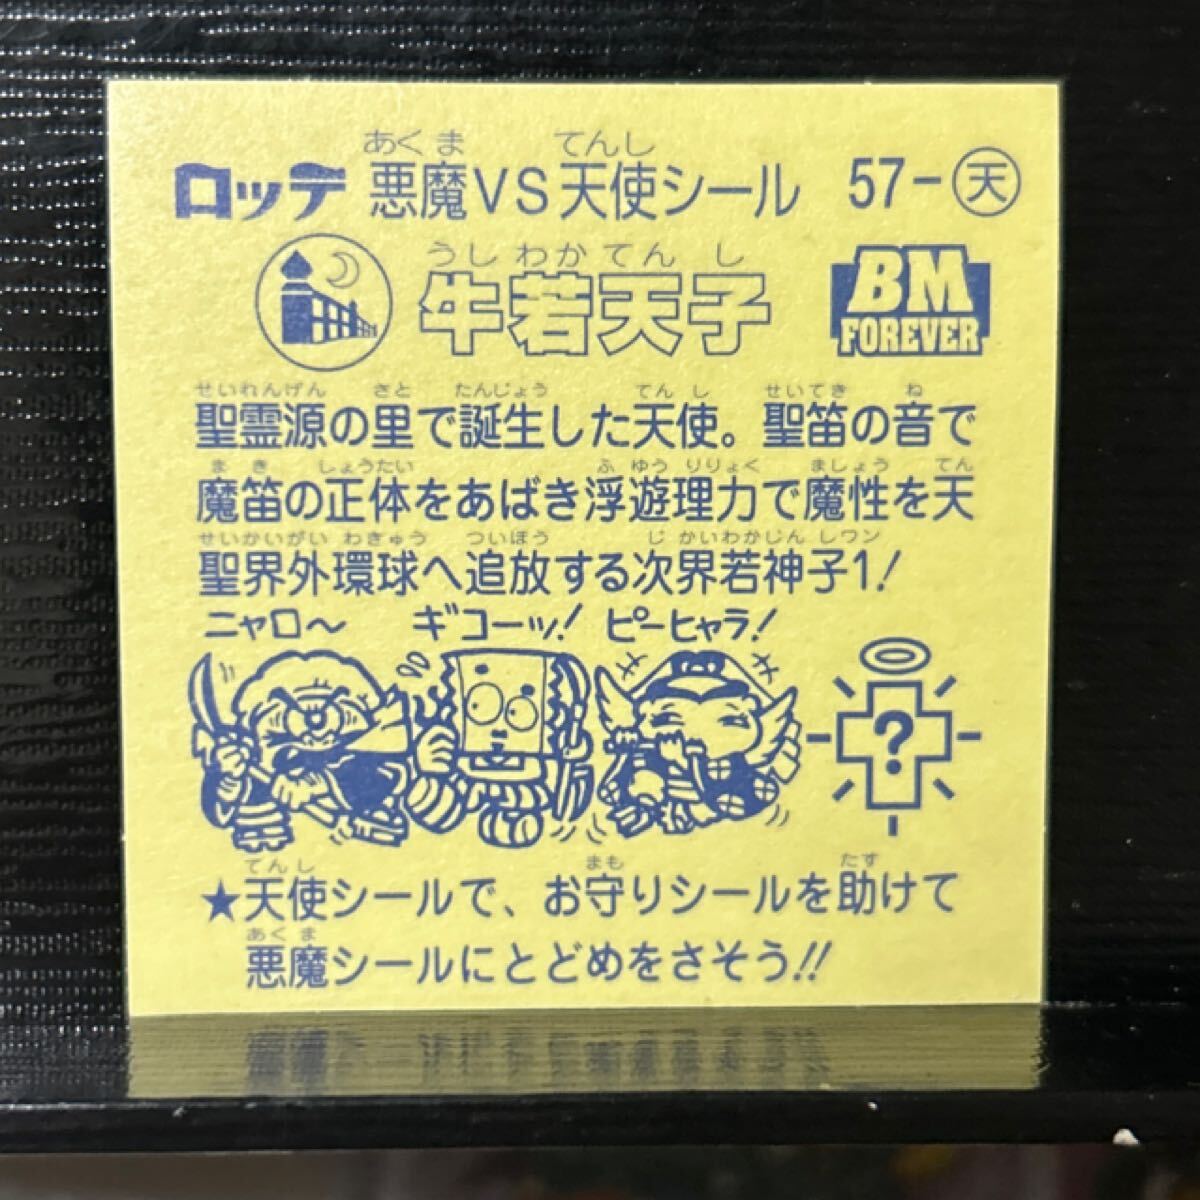 あくま てんし
ロッテ 悪魔VS天使シール 57-天
うしわかてんし
牛若天子
BM
FOREVER
せいれんげん さと たんじょう てんし せいてき ね
聖霊源の里で誕生した天使。聖笛の音で
まき しょうたい ふゆうりりょく ましょう てん
魔笛の正体をあばき浮遊理力で魔性を天
せいかいがいわきゅう ついほう じかいわかじんしワン
聖界外環球へ追放する次界若神子1!
ニャロ〜 ギコーッ! ピーヒャラ!
?
てんし まも たす
★天使シールで、お守りシールを助けて
あくま
悪魔シールにとどめをさそう!!